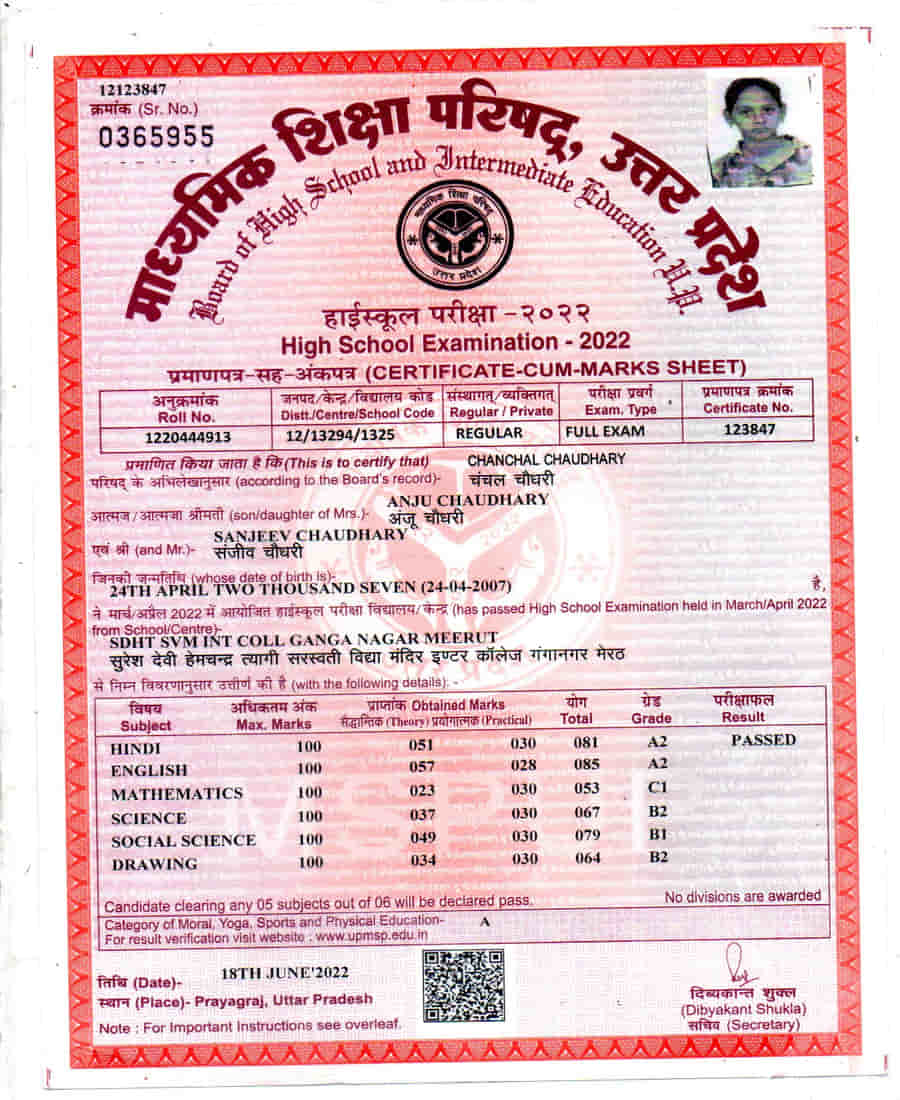 12123847
क्रमांक (Sr. No.)
0365955
माध्यमिक शिक्षा परिषद्, उत्तर प्रदेश
Board of High School and Intermediate Education U.P.
माध्यमिक शिक्षा परिषद्
उत्तर प्रदेश
हाईस्कूल परीक्षा -२०२२
High School Examination - 2022
प्रमाणपत्र-सह-अंकपत्र (CERTIFICATE-CUM-MARKS SHEET)
अनुक्रमांक जनपद/केन्द्र/विद्यालय कोड संस्थागत/व्यक्तिगत परीक्षा प्रवर्ग प्रमाणपत्र क्रमांक
Roll No. Distt./Centre/School Code Regular / Private Exam. Type Certificate No.
1220444913 12/13294/1325 REGULAR FULL EXAM 123847
प्रमाणित किया जाता है कि (This is to certify that) CHANCHAL CHAUDHARY
परिषद् के अभिलेखानुसार (according to the Board's record)- चंचल चौधरी
ANJU CHAUDHARY
आत्मज/आत्मजा श्रीमती (son/daughter of Mrs.)- अंजू चौधरी
SANJEEV CHAUDHARY
एवं श्री (and Mr.)- संजीव चौधरी
जिनकी जन्मतिथि (whose date of birth is)-
24TH APRIL TWO THOUSAND SEVEN (24-04-2007) है,
ने मार्च/अप्रैल 2022 में आयोजित हाईस्कूल परीक्षा विद्यालय/केन्द्र (has passed High School Examination held in March/April 2022
from School/Centre)-
SDHT SVM INT COLL GANGA NAGAR MEERUT
सुरेश देवी हेमचन्द्र त्यागी सरस्वती विद्या मंदिर इण्टर कॉलेज गंगानगर मेरठ
से निम्न विवरणानुसार उत्तीर्ण की है (with the following details): -
विषय अधिकतम अंक प्राप्तांक Obtained Marks योग ग्रेड परीक्षाफल
Subject Max. Marks सैद्धान्तिक (Theory) प्रयोगात्मक (Practical) Total Grade Result
HINDI 100 051 030 081 A2 PASSED
ENGLISH 100 057 028 085 A2
MATHEMATICS 100 023 030 053 C1
SCIENCE 100 037 030 067 B2
SOCIAL SCIENCE 100 049 030 079 B1
DRAWING 100 034 030 064 B2
Candidate clearing any 05 subjects out of 06 will be declared pass. No divisions are awarded
Category of Moral, Yoga, Sports and Physical Education- A
For result verification visit website : www.upmsp.edu.in
तिथि (Date)- 18TH JUNE'2022
स्थान (Place)- Prayagraj, Uttar Pradesh
Note : For Important Instructions see overleaf.
दिब्यकान्त शुक्ल
(Dibyakant Shukla)
सचिव (Secretary)